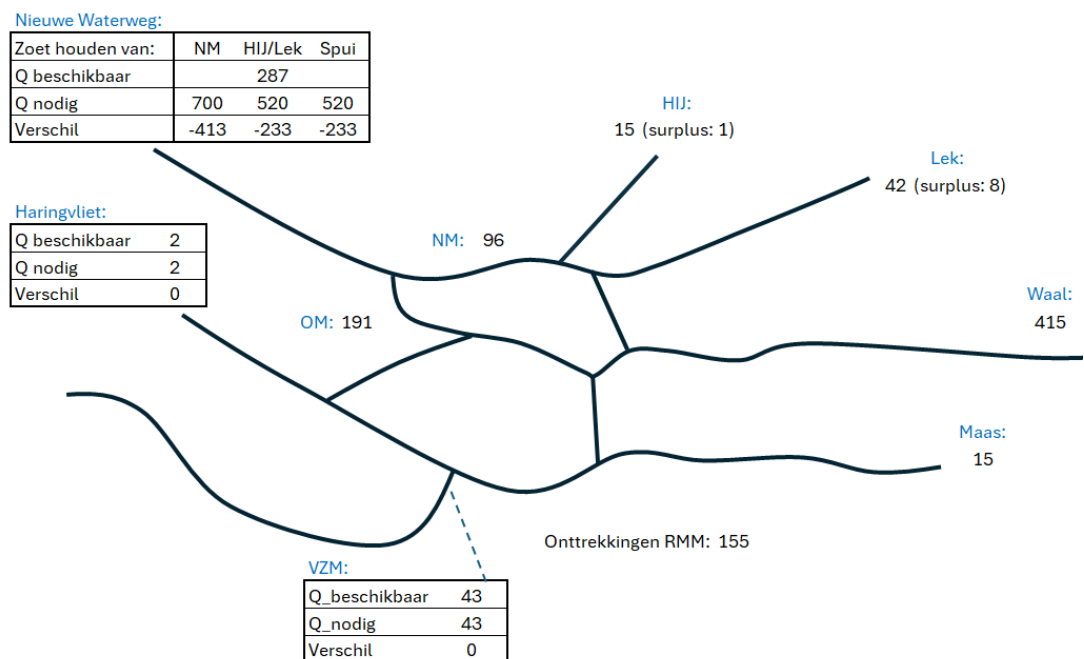 Nieuwe Waterweg:
Zoet houden van: NM HIJ/Lek Spui
Q beschikbaar 287
Q nodig 700 520 520
Verschil -413 -233 -233
HIJ:
15 (surplus: 1)
Lek:
42 (surplus: 8)
Haringvliet:
Q beschikbaar 2
Q nodig 2
Verschil 0
NM: 96
OM: 191
Waal:
415
Maas:
15
Onttrekkingen RMM: 155
VZM:
Q_beschikbaar 43
Q_nodig 43
Verschil 0